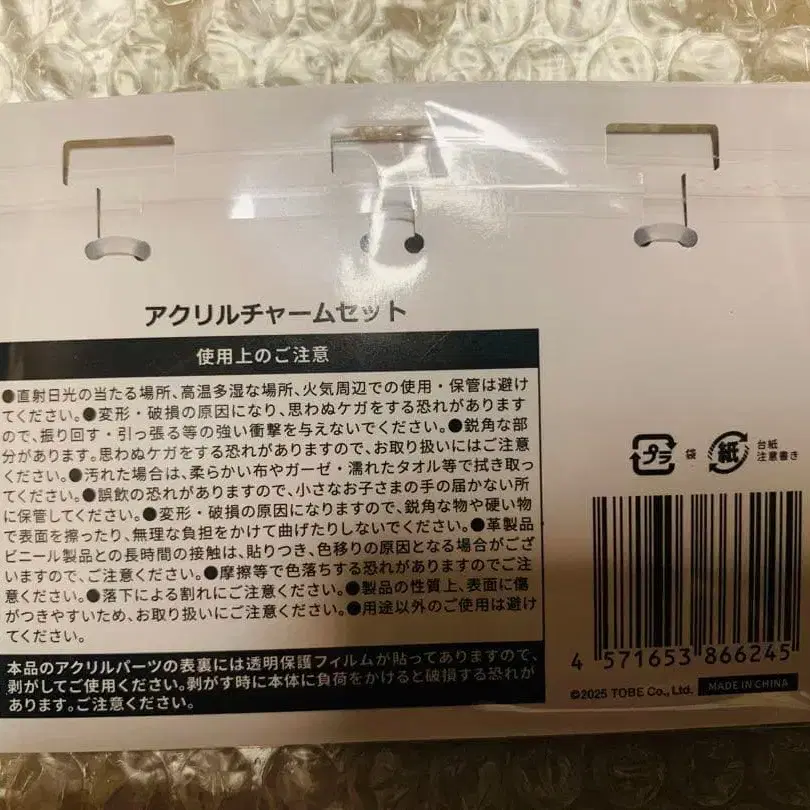 アクリルチャームセット
使用上のご注意
●直射日光の当たる場所、高温多湿な場所、火気周辺での使用・保管は避け
てください。●変形・破損の原因になり、思わぬケガをする恐れがあります
ので、振り回す・引っ張る等の強い衝撃を与えないでください。●鋭角な部
分があります。思わぬケガをする恐れがありますので、お取り扱いにはご注意
ください。●汚れた場合は、柔らかい布やガーゼ・濡れたタオル等で拭き取っ
てください。●誤飲の恐れがありますので、小さなお子さまの手の届かない所
に保管してください。●変形・破損の原因になりますので、鋭角な物や硬い物
で表面を擦ったり、無理な負担をかけて曲げたりしないでください。●革製品
ビニール製品との長時間の接触は、貼りつき、色移りの原因となる場合がござ
いますので、ご注意ください。●摩擦等で色落ちする恐れがありますのでご注
意ください。●落下による割れにご注意ください。●製品の性質上、表面に傷
がつきやすいため、お取り扱いにご注意ください。●用途以外のご使用は避け
てください。
本品のアクリルパーツの表裏には透明保護フィルムが貼ってありますので、
剥がしてご使用ください。剥がす時に本体に負荷をかけると破損する恐れが
あります。ご注意ください。
プラ 袋 紙 台紙
注意書き
4 571653 866245
©2025 TOBE Co., Ltd. MADE IN CHINA